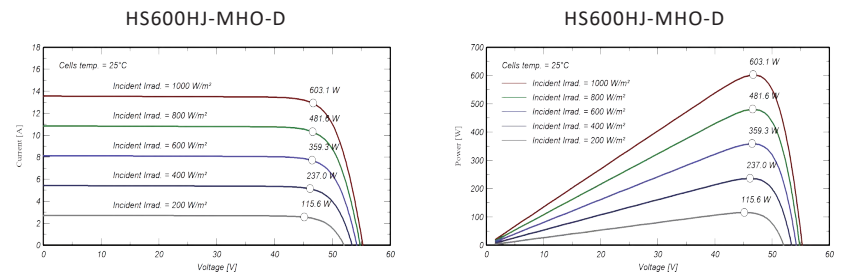 HS600HJ-MHO-D
Current [A]
18
16
14
12
10
8
6
4
2
0
Cells temp. = 25°C
Incident Irrad. = 1000 W/m²
603.1 W
Incident Irrad. = 800 W/m²
481.6 W
Incident Irrad. = 600 W/m²
359.3 W
Incident Irrad. = 400 W/m²
237.0 W
Incident Irrad. = 200 W/m²
115.6 W
0 10 20 30 40 50 60
Voltage [V]
HS600HJ-MHO-D
Power [W]
700
600
500
400
300
200
100
0
Cells temp. = 25°C
Incident Irrad. = 1000 W/m²
Incident Irrad. = 800 W/m²
Incident Irrad. = 600 W/m²
Incident Irrad. = 400 W/m²
Incident Irrad. = 200 W/m²
603.1 W
481.6 W
359.3 W
237.0 W
115.6 W
0 10 20 30 40 50 60
Voltage [V]